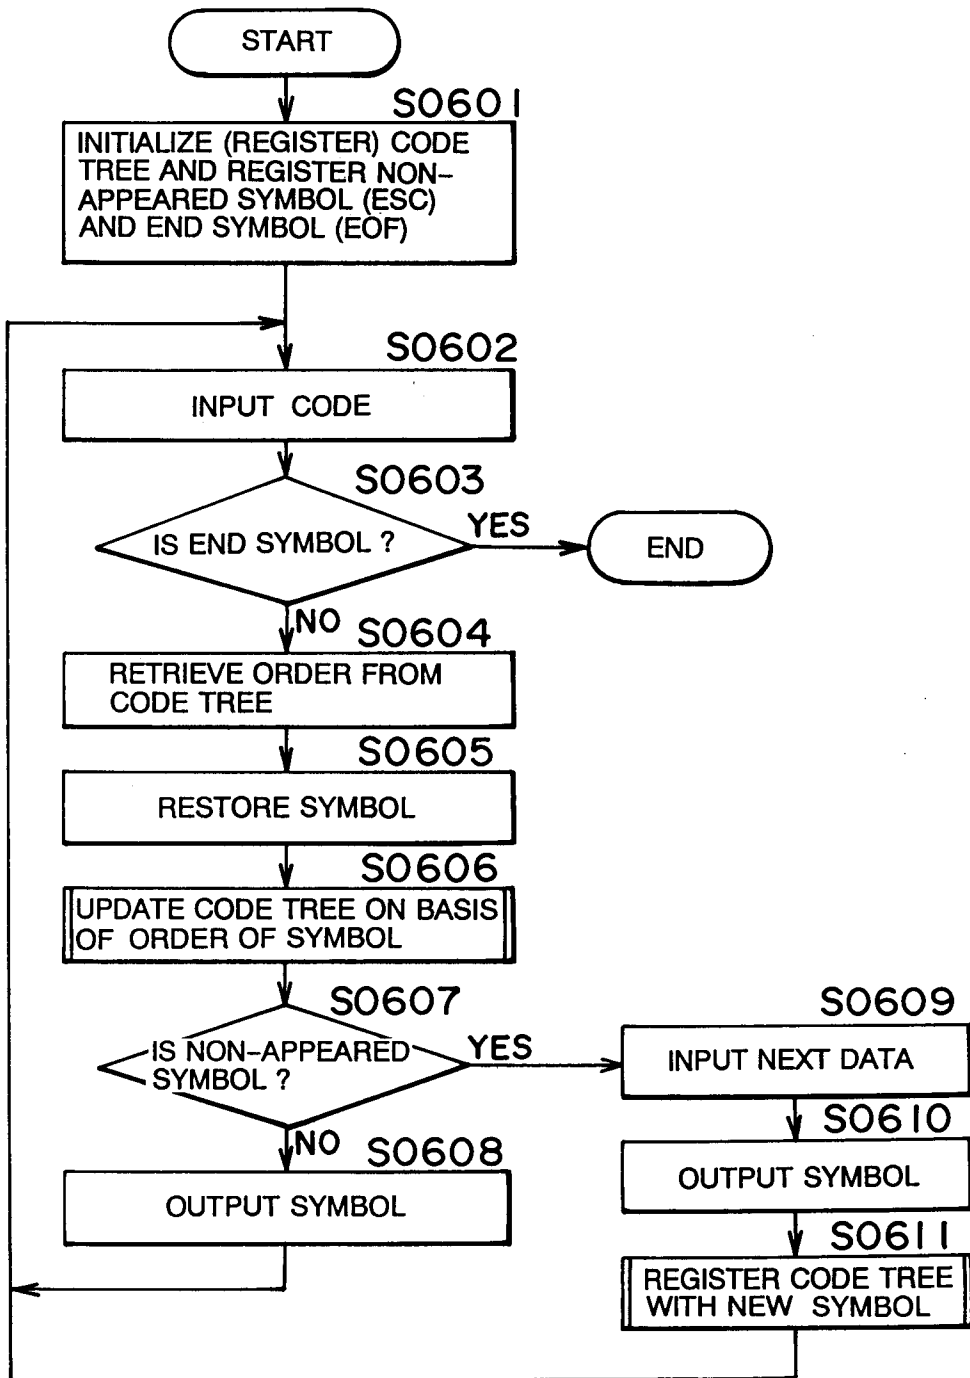 START
S0601
INITIALIZE (REGISTER) CODE
TREE AND REGISTER NON-
APPEARED SYMBOL (ESC)
AND END SYMBOL (EOF)
S0602
INPUT CODE
S0603
IS END SYMBOL ?
YES
END
NO
S0604
RETRIEVE ORDER FROM
CODE TREE
S0605
RESTORE SYMBOL
S0606
UPDATE CODE TREE ON BASIS
OF ORDER OF SYMBOL
S0607
IS NON-APPEARED
SYMBOL ?
YES
NO
S0608
OUTPUT SYMBOL
S0609
INPUT NEXT DATA
S0610
OUTPUT SYMBOL
S0611
REGISTER CODE TREE
WITH NEW SYMBOL